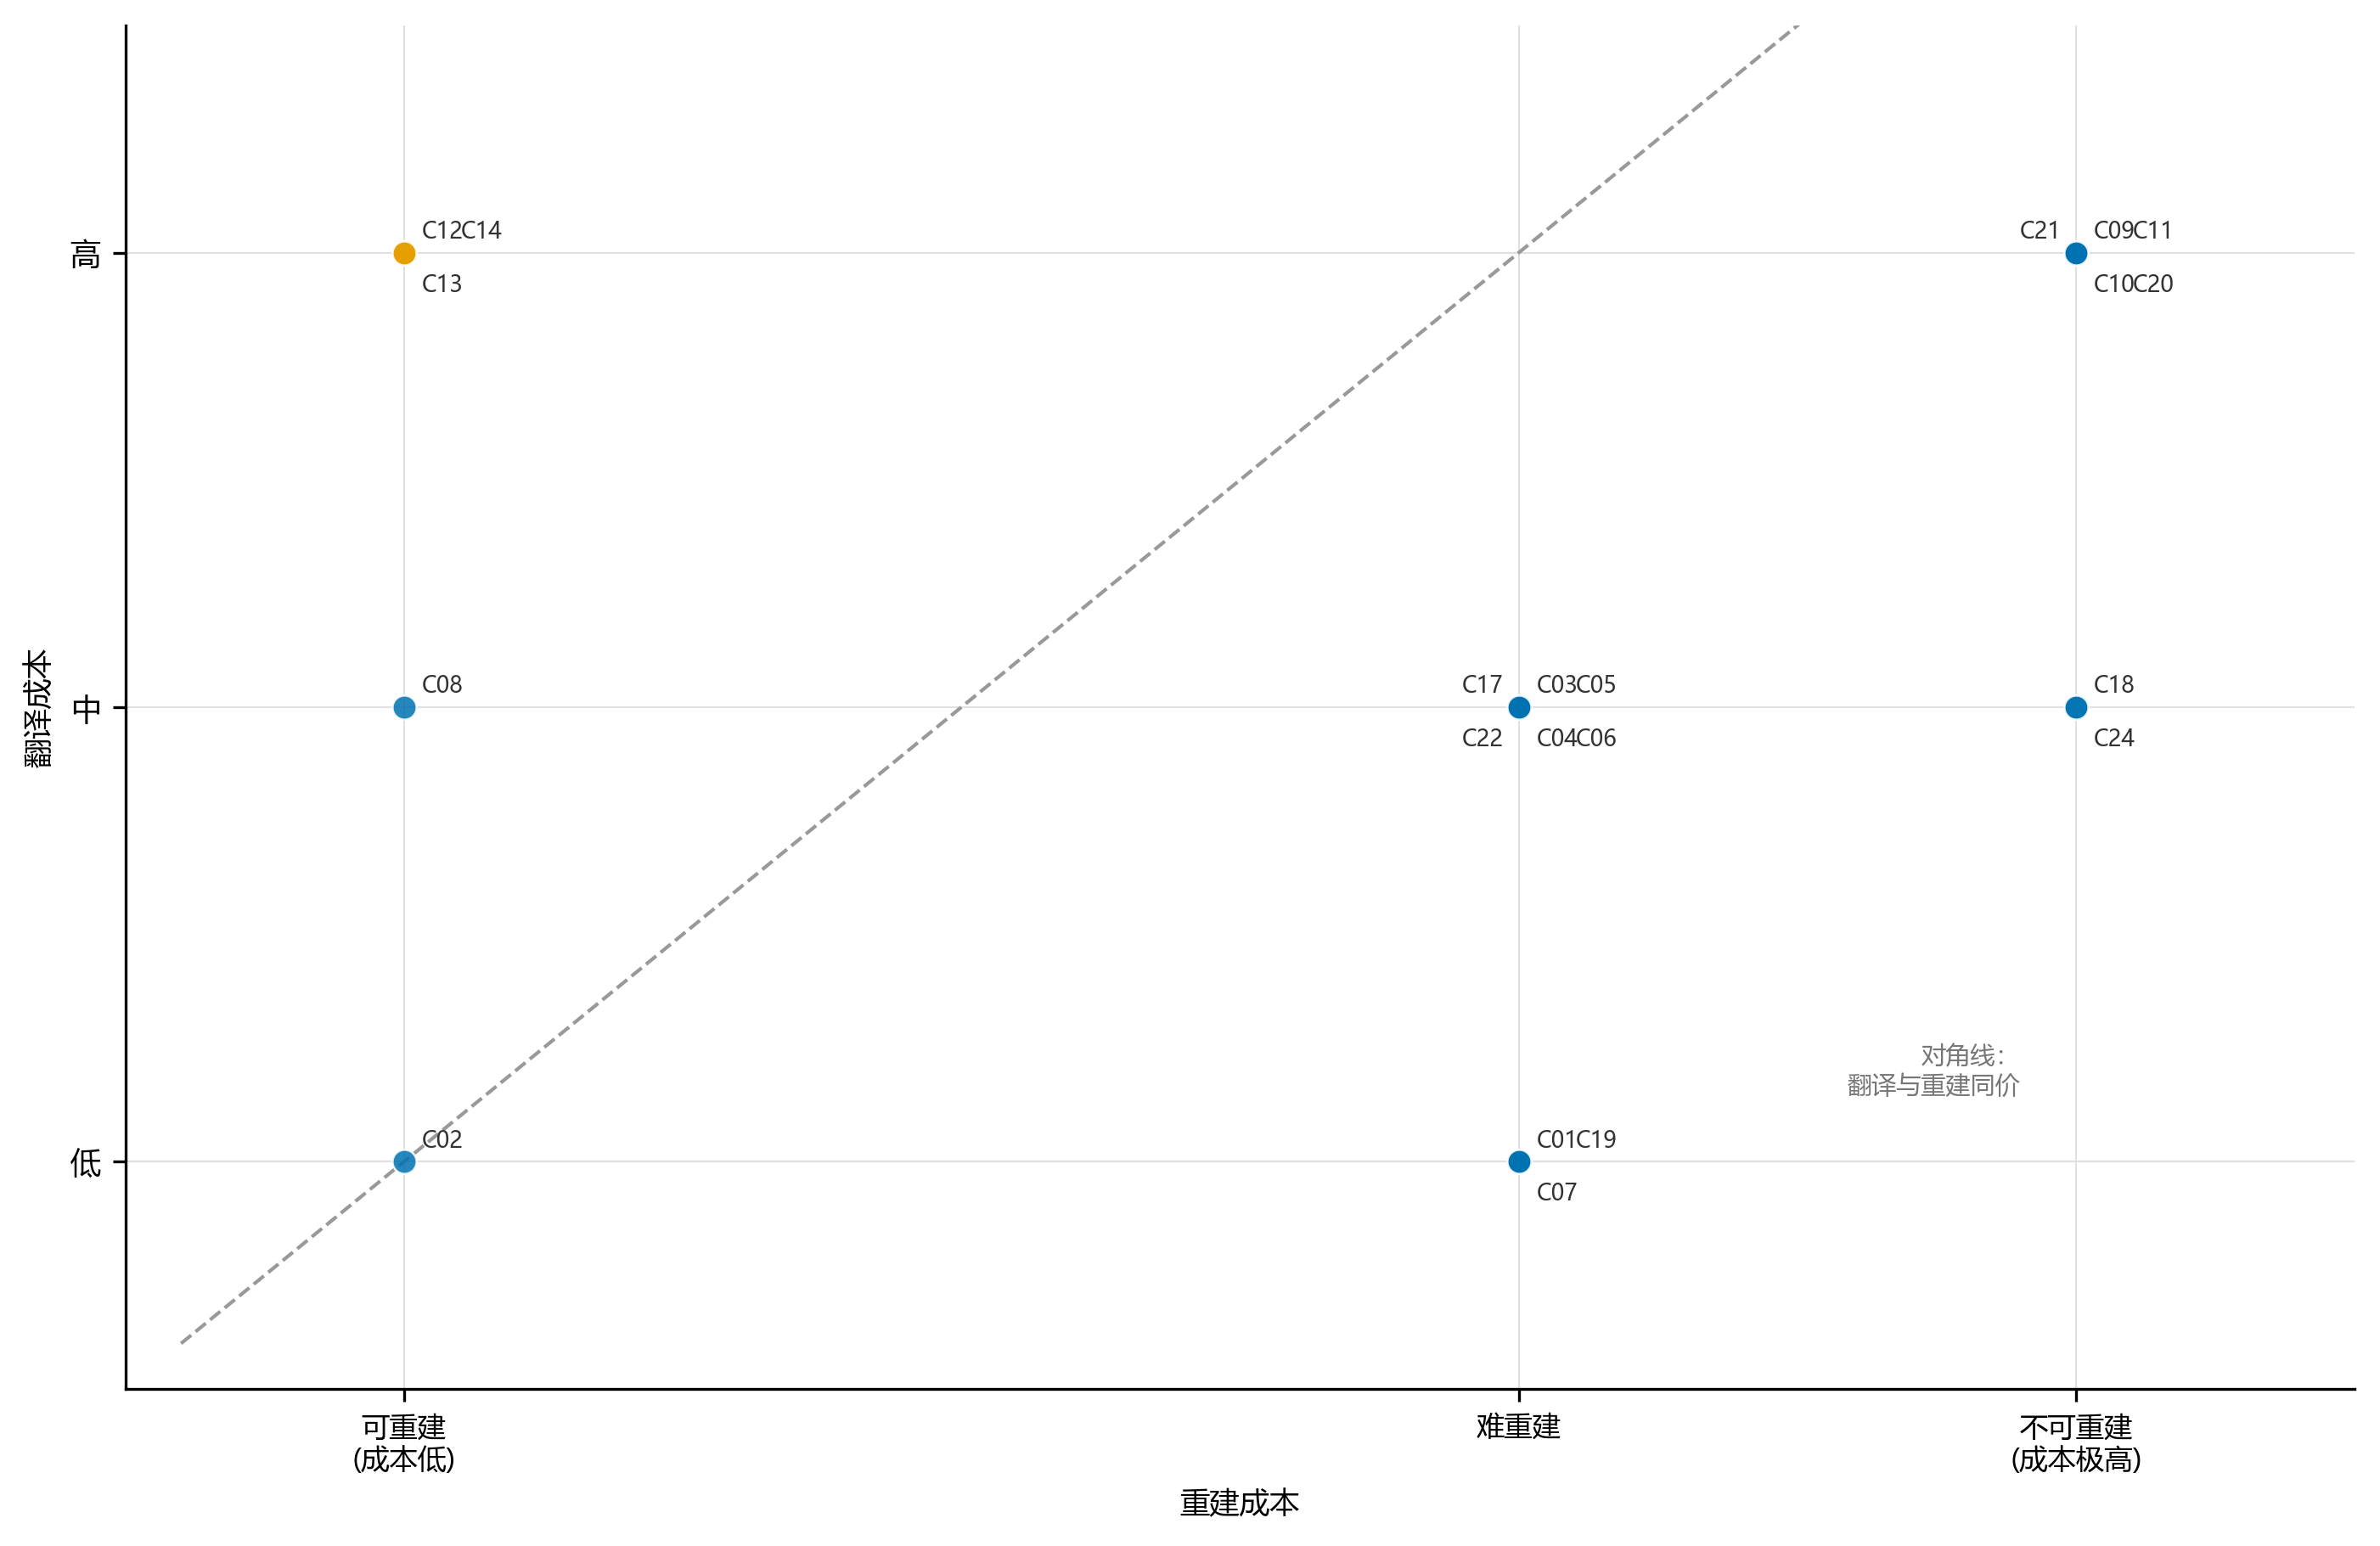 C12C14
C21 C09C11
高
C13
C10C20
C08
C17 C03C05
C18
中
C22 C04C06
C24
翻译成本
对角线：
翻译与重建同价
C02
C01C19
低
C07
可重建
(成本低)
难重建
不可重建
(成本极高)
重建成本